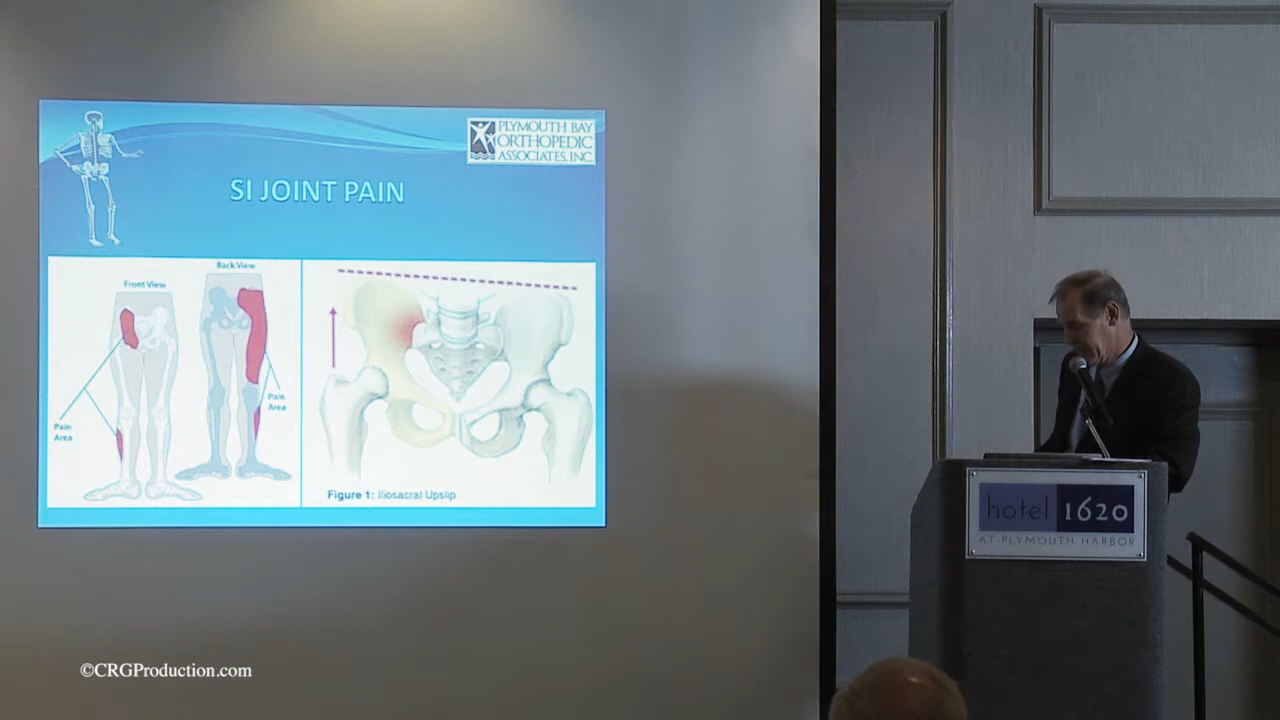 PLYMOUTH BAY
ORTHOPEDIC
ASSOCIATES, INC
SI JOINT PAIN
Back View
Front View
Pain
Area
Pain
Area
Figure 1: Iliosacral Upslip
hotel 1620
AT PLYMOUTH HARBOR
©CRGProduction.com